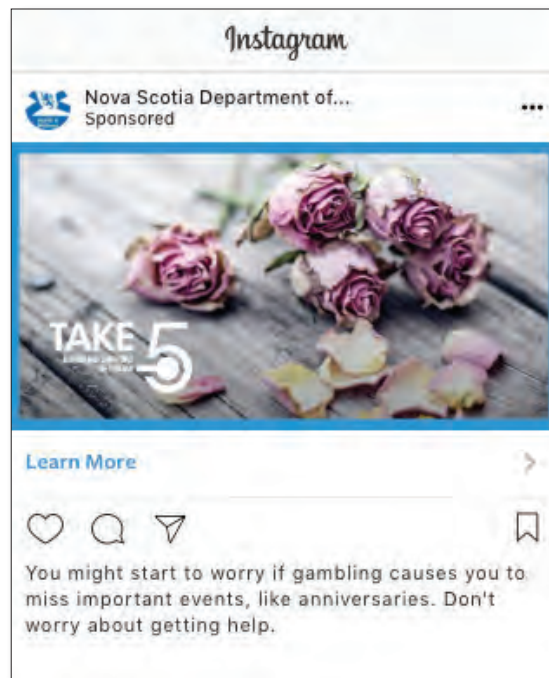 Instagram
Nova Scotia Department of...
Sponsored
TAKE 5
Learn More
You might start to worry if gambling causes you to
miss important events, like anniversaries. Don't
worry about getting help.